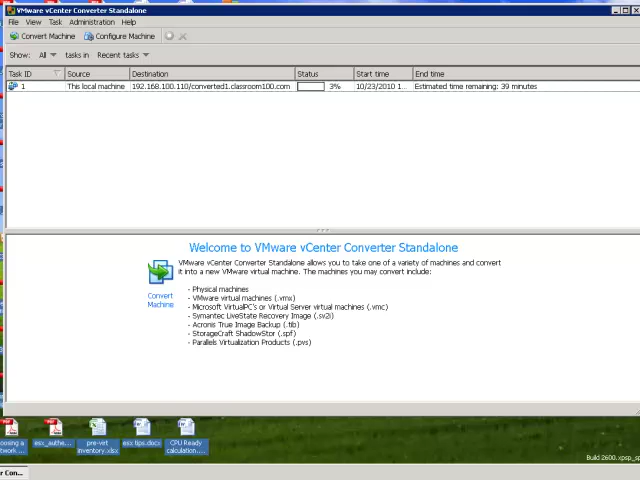 VMware vCenter Converter Standalone
File View Task Administration Help
Convert Machine Configure Machine
Show: All tasks in Recent tasks
Task ID Source Destination Status Start time End time
1 This local machine 192.168.100.110/converted1.classroom100.com 3% 10/23/2010 1... Estimated time remaining: 39 minutes
Welcome to VMware vCenter Converter Standalone
VMware vCenter Converter Standalone allows you to take one of a variety of machines and convert
it into a new VMware virtual machine. The machines you may convert include:
Convert
Machine
- Physical machines
- VMware virtual machines (.vmx)
- Microsoft VirtualPC's or Virtual Server virtual machines (.vmc)
- Symantec LiveState Recovery Image (.sv2i)
- Acronis True Image Backup (.tib)
- StorageCraft ShadowStor (.spf)
- Parallels Virtualization Products (.pvs)
oosing a
twork ...
esx_authe...
pre-virt
inventory.xlsx
esx tips.docx
CPU Ready
calculation....
Build 2600.xpsp_sp
r Con...